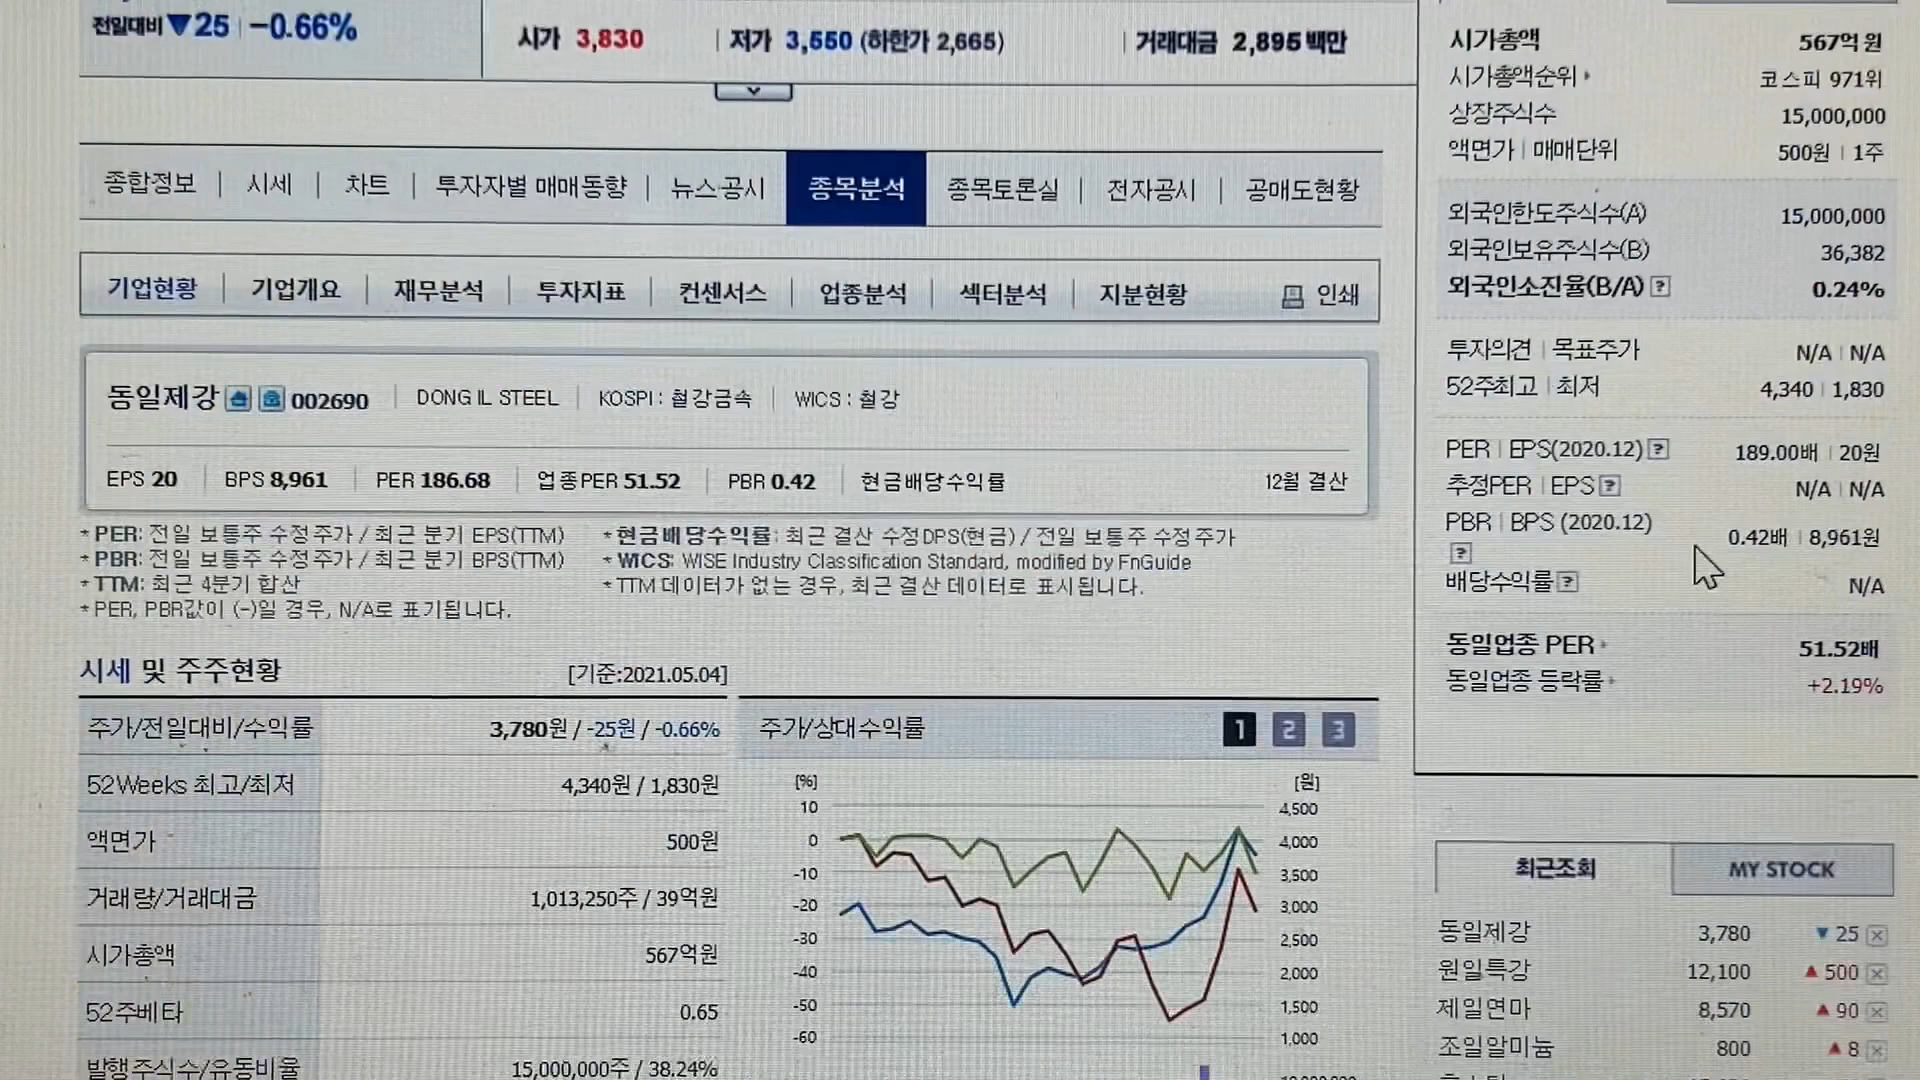 전일대비 ▼25 | -0.66%
시가 3,830 | 저가 3,550 (하한가 2,665) | 거래대금 2,895 백만
종합정보 | 시세 | 차트 | 투자자별 매매동향 | 뉴스·공시 종목분석 종목토론실 | 전자공시 | 공매도현황
기업현황 | 기업개요 | 재무분석 | 투자지표 | 컨센서스 | 업종분석 | 섹터분석 | 지분현황 인쇄
동일제강 002690 | DONG IL STEEL | KOSPI : 철강금속 | WICS : 철강
EPS 20 | BPS 8,961 | PER 186.68 | 업종PER 51.52 | PBR 0.42 | 현금배당수익률 12월 결산
* PER: 전일 보통주 수정주가 / 최근 분기 EPS(TTM)
* PBR: 전일 보통주 수정주가 / 최근 분기 BPS(TTM)
* TTM: 최근 4분기 합산
* PER, PBR값이 (-)일 경우, N/A로 표기됩니다.
* 현금배당수익률: 최근 결산 수정DPS(현금) / 전일 보통주 수정주가
* WICS: WISE Industry Classification Standard, modified by FnGuide
* TTM 데이터가 없는 경우, 최근 결산 데이터로 표시됩니다.
시세 및 주주현황 [기준:2021.05.04]
주가/전일대비/수익률 3,780원 / -25원 / -0.66%
52Weeks 최고/최저 4,340원 / 1,830원
액면가 500원
거래량/거래대금 1,013,250주 / 39억원
시가총액 567억원
52주베타 0.65
발행주식수/유동비율 15,000,000주 / 38.24%
주가/상대수익률 1 2 3
[%] [원]
10 4,500
0 4,000
-10 3,500
-20 3,000
-30 2,500
-40 2,000
-50 1,500
-60 1,000
시가총액 567억 원
시가총액순위 코스피 971위
상장주식수 15,000,000
액면가 | 매매단위 500원 | 1주
외국인한도주식수(A) 15,000,000
외국인보유주식수(B) 36,382
외국인소진율(B/A) ? 0.24%
투자의견 | 목표주가 N/A | N/A
52주최고 | 최저 4,340 | 1,830
PER | EPS(2020.12) ? 189.00배 | 20원
추정PER | EPS ? N/A | N/A
PBR | BPS (2020.12) ? 0.42배 | 8,961원
배당수익률 ? N/A
동일업종 PER 51.52배
동일업종 등락률 +2.19%
최근조회 MY STOCK
동일제강 3,780 ▼ 25
원일특강 12,100 ▲ 500
제일연마 8,570 ▲ 90
조일알미늄 800 ▲ 8